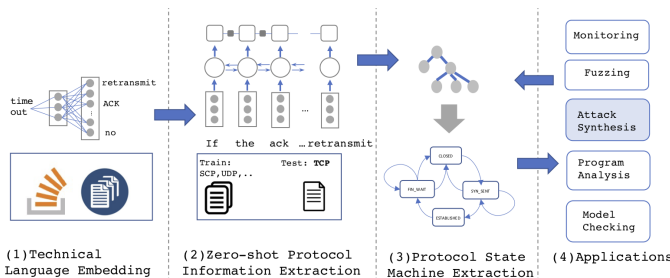 time
out
retransmit
ACK
no
(1)Technical
Language Embedding
If the ack …retransmit
…
Train:
SCP,UDP,..
Test: TCP
(2)Zero-shot Protocol
Information Extraction
CLOSED
FIN_WAIT
SYN_SENT
ESTABLISHED
(3)Protocol State
Machine Extraction
Monitoring
Fuzzing
Attack
Synthesis
Program
Analysis
Model
Checking
(4)Applications